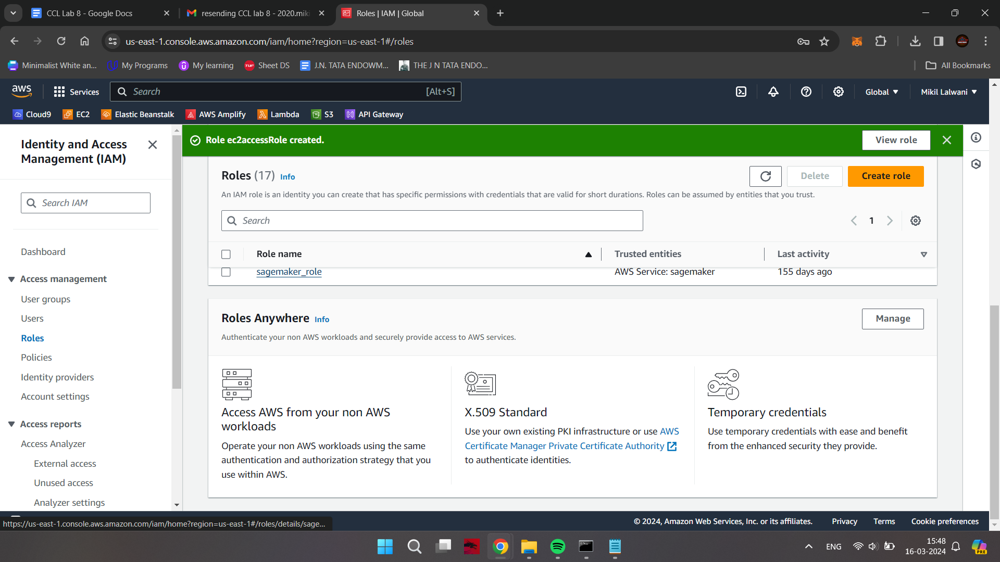 CCL Lab 8 - Google Docs
resending CCL lab 8 - 2020.miki
Roles | IAM | Global
us-east-1.console.aws.amazon.com/iam/home?region=us-east-1#/roles
Minimalist White an...
My Programs
My learning
TUF
Sheet DS
J.N. TATA ENDOWM...
THE J N TATA ENDO...
All Bookmarks
aws
Services
Search
[Alt+S]
Global
Mikil Lalwani
Cloud9
EC2
Elastic Beanstalk
AWS Amplify
Lambda
S3
API Gateway
Identity and Access
Management (IAM)
Search IAM
Dashboard
Access management
User groups
Users
Roles
Policies
Identity providers
Account settings
Access reports
Access Analyzer
External access
Unused access
Analyzer settings
Role ec2accessRole created.
View role
Roles (17) Info
Delete
Create role
An IAM role is an identity you can create that has specific permissions with credentials that are valid for short durations. Roles can be assumed by entities that you trust.
Search
1
Role name
Trusted entities
Last activity
sagemaker_role
AWS Service: sagemaker
155 days ago
Roles Anywhere Info
Manage
Authenticate your non AWS workloads and securely provide access to AWS services.
Access AWS from your non AWS
workloads
Operate your non AWS workloads using the same
authentication and authorization strategy that you
use within AWS.
X.509 Standard
Use your own existing PKI infrastructure or use AWS
Certificate Manager Private Certificate Authority
to authenticate identities.
Temporary credentials
Use temporary credentials with ease and benefit
from the enhanced security they provide.
https://us-east-1.console.aws.amazon.com/iam/home?region=us-east-1#/roles/details/sage...
© 2024, Amazon Web Services, Inc. or its affiliates.
Privacy
Terms
Cookie preferences
ENG
15:48
16-03-2024
PRE